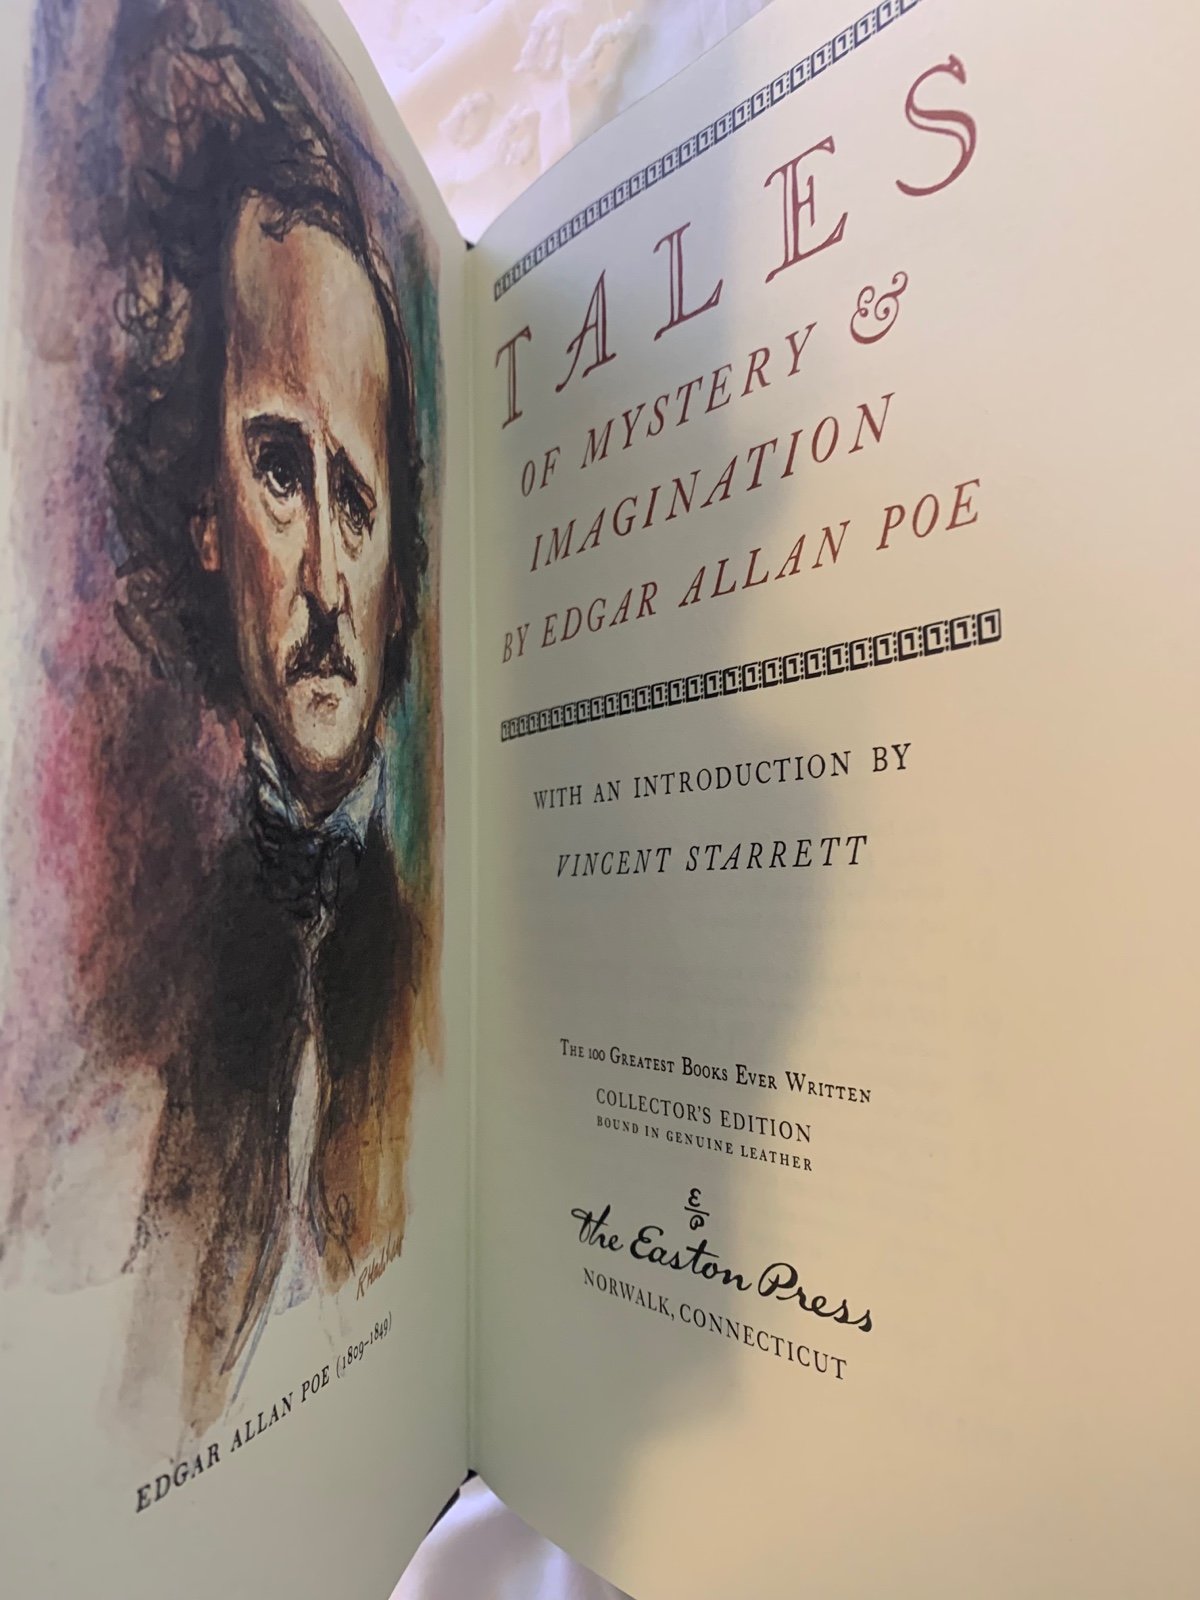 EDGAR ALLAN POE (1809–1849)
TALES
OF MYSTERY &
IMAGINATION
BY EDGAR ALLAN POE
WITH AN INTRODUCTION BY
VINCENT STARRETT
THE 100 GREATEST BOOKS EVER WRITTEN
COLLECTOR'S EDITION
BOUND IN GENUINE LEATHER
The Easton Press
NORWALK, CONNECTICUT